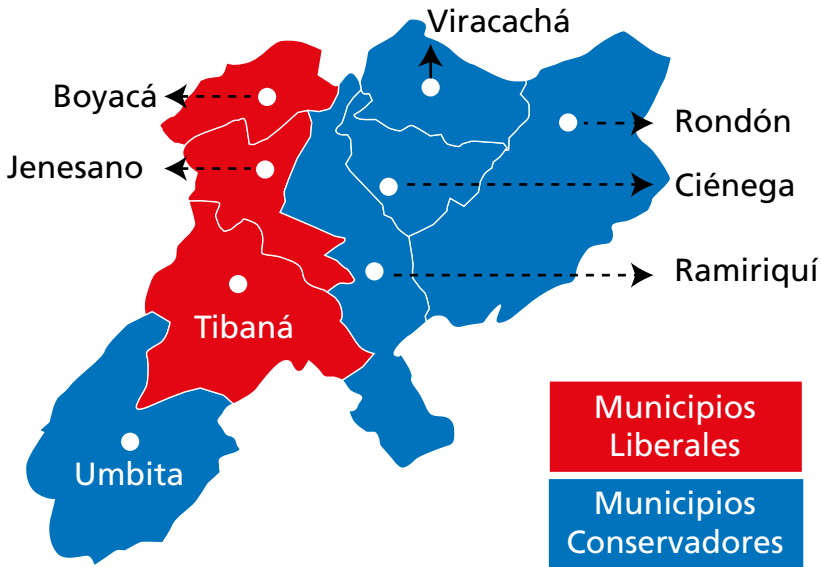 Viracachá
Boyacá
Rondón
Jenesano
Ciénega
Ramiriquí
Tibaná
Umbita
Municipios
Liberales
Municipios
Conservadores